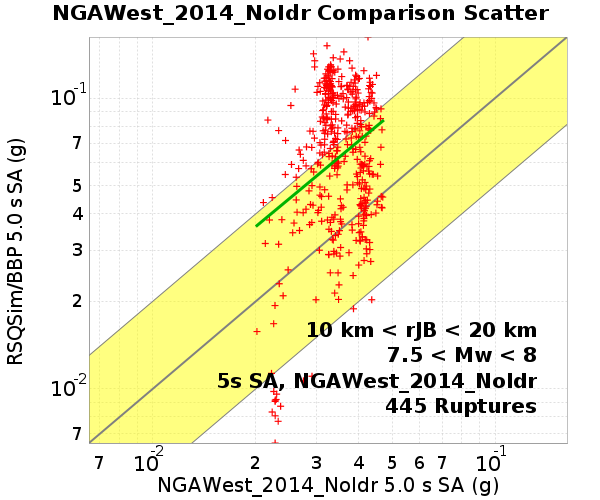 NGAWest_2014_NoIdr Comparison Scatter
RSQSim/BBP 5.0 s SA (g)
10-1
7
5
4
3
2
10-2
7
10 km < rJB < 20 km
7.5 < Mw < 8
5s SA, NGAWest_2014_NoIdr
445 Ruptures
7 10-2 2 3 4 5 6 7 10-1
NGAWest_2014_NoIdr 5.0 s SA (g)